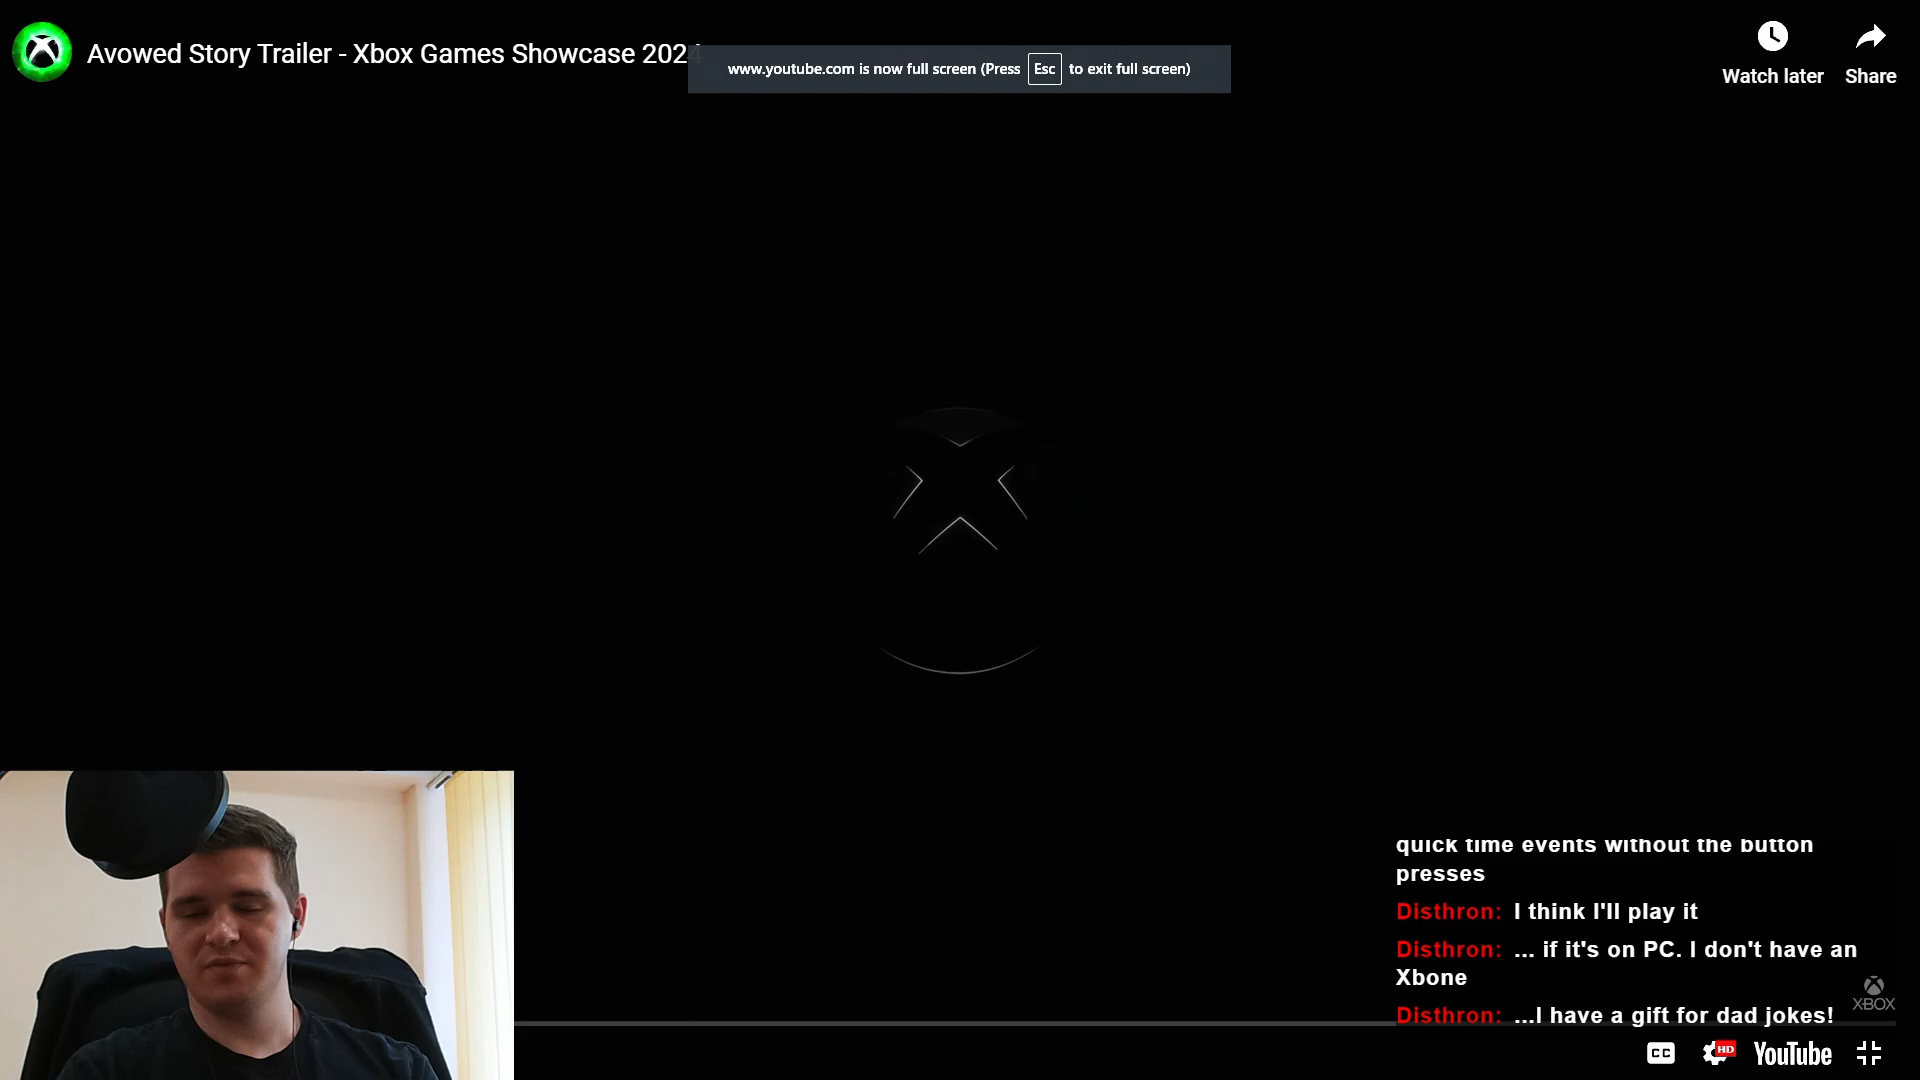 Avowed Story Trailer - Xbox Games Showcase 2024
www.youtube.com is now full screen (Press Esc to exit full screen)
Watch later
Share
quick time events without the button
presses
Disthron: I think I'll play it
Disthron: ... if it's on PC. I don't have an
Xbone
XBOX
Disthron: ...I have a gift for dad jokes!
CC
HD
YouTube